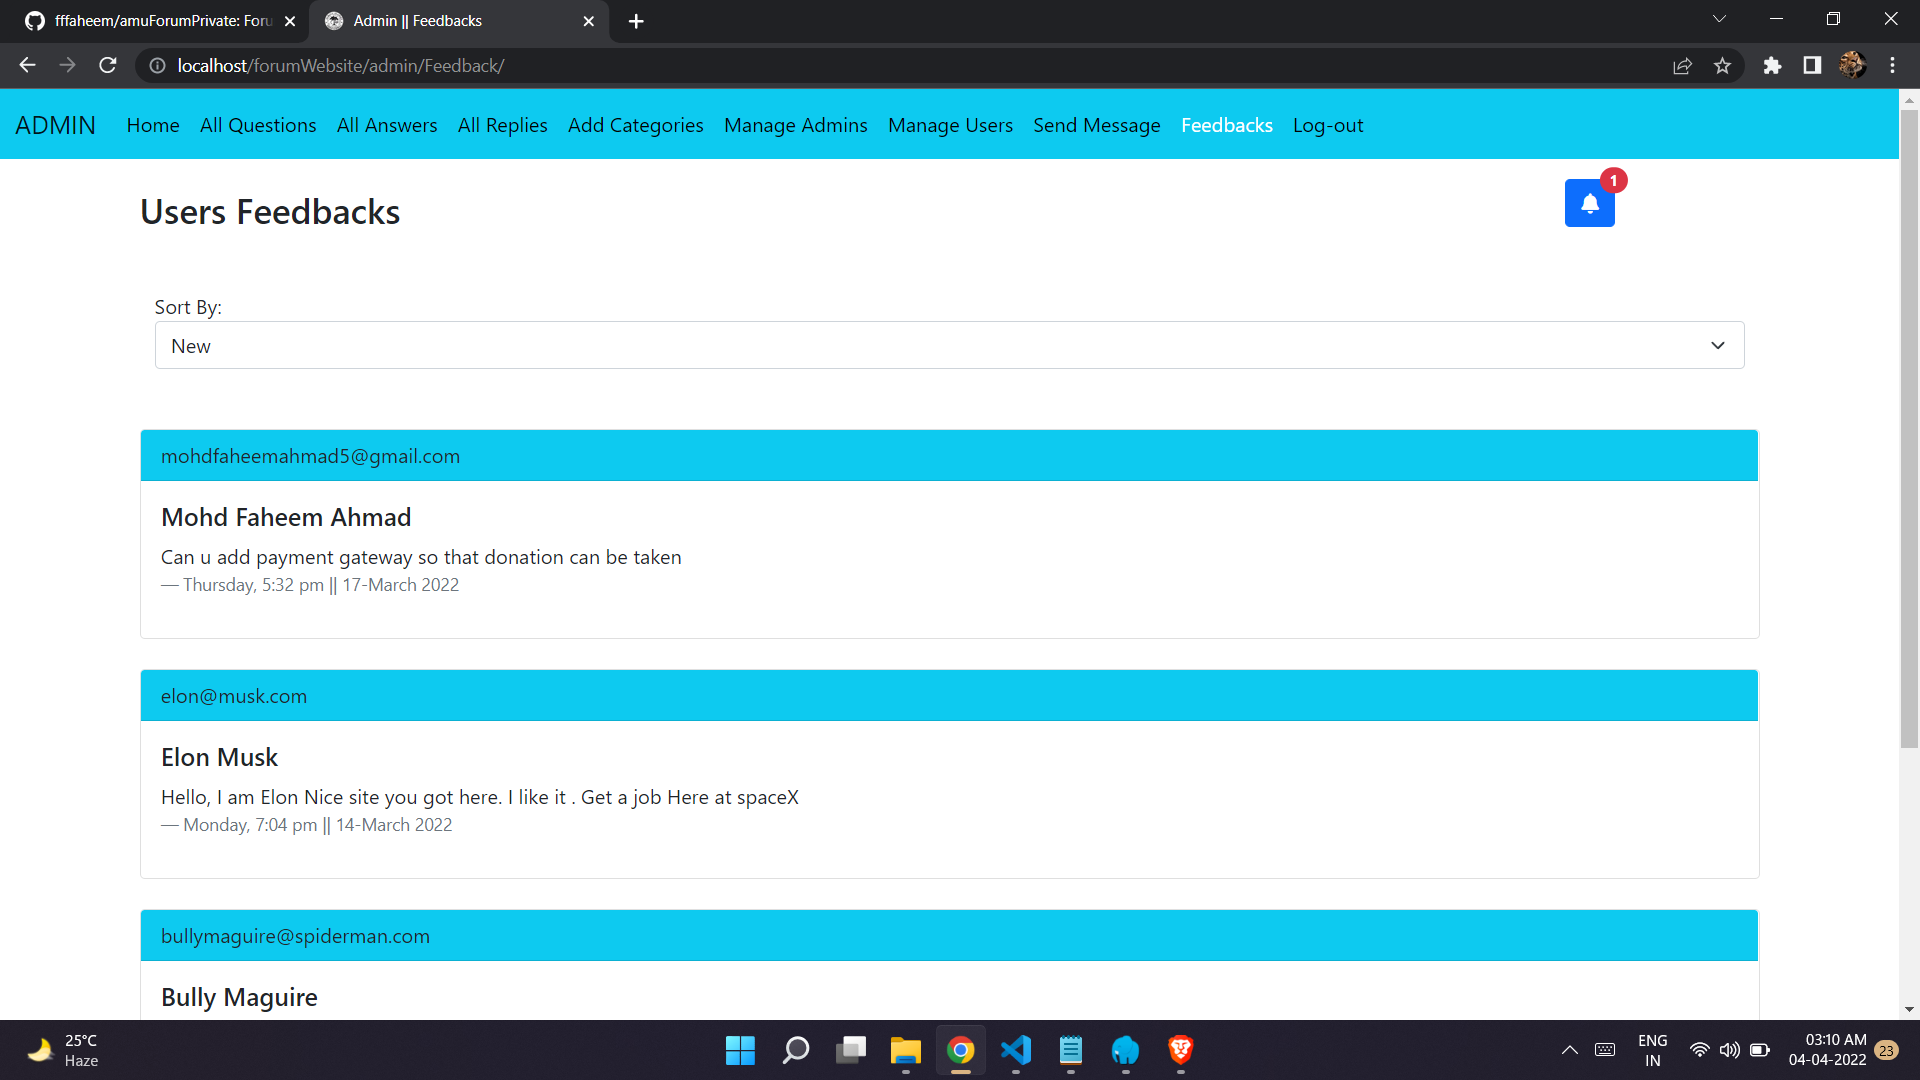 fffaheem/amuForumPrivate: Foru
Admin || Feedbacks
localhost/forumWebsite/admin/Feedback/
ADMIN Home All Questions All Answers All Replies Add Categories Manage Admins Manage Users Send Message Feedbacks Log-out
1
Users Feedbacks
Sort By:
New
mohdfaheemahmad5@gmail.com
Mohd Faheem Ahmad
Can u add payment gateway so that donation can be taken
— Thursday, 5:32 pm || 17-March 2022
elon@musk.com
Elon Musk
Hello, I am Elon Nice site you got here. I like it . Get a job Here at spaceX
— Monday, 7:04 pm || 14-March 2022
bullymaguire@spiderman.com
Bully Maguire
25°C
Haze
ENG
IN
03:10 AM
04-04-2022
23